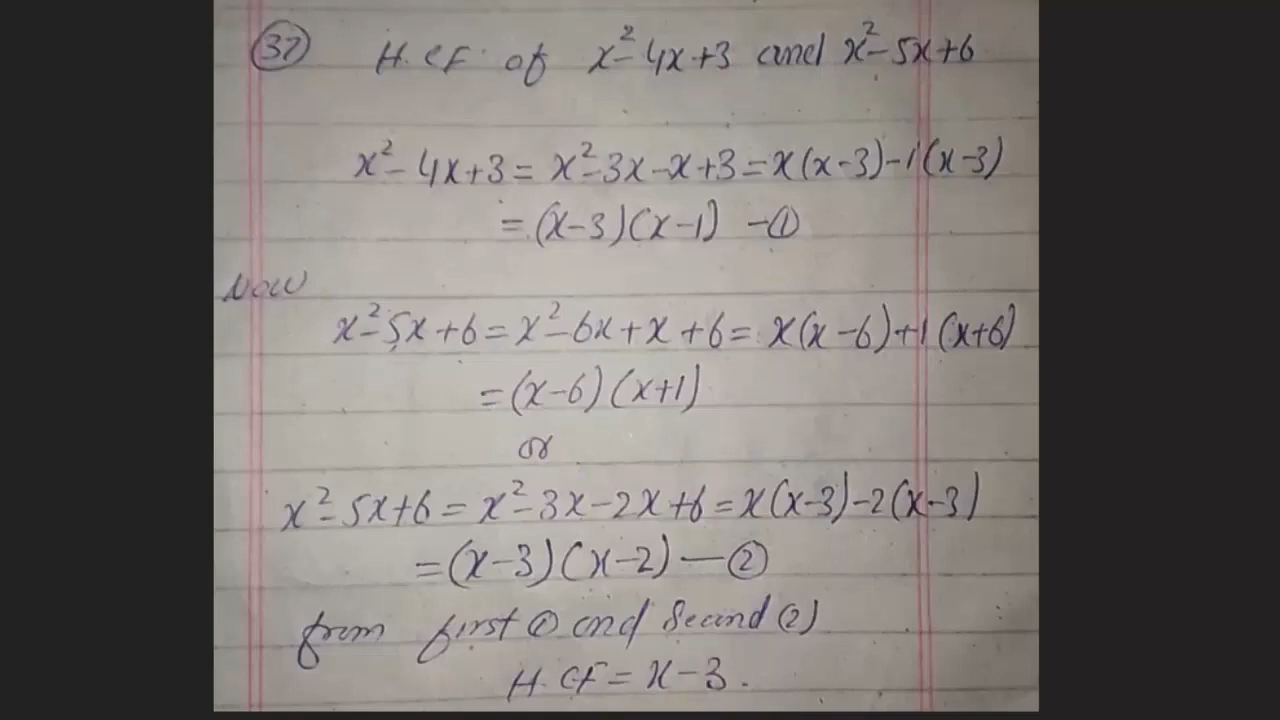 37 H.CF. of x²-4x+3 and x²-5x+6
x²-4x+3 = x²-3x-x+3 = x(x-3)-1(x-3)
= (x-3)(x-1) -①
Now
x²-5x+6 = x²-6x+x+6 = x(x-6)+1(x+6)
= (x-6)(x+1)
or
x²-5x+6 = x²-3x-2x+6 = x(x-3)-2(x-3)
= (x-3)(x-2) -②
from first ① and Second (2)
H.CF = x-3.